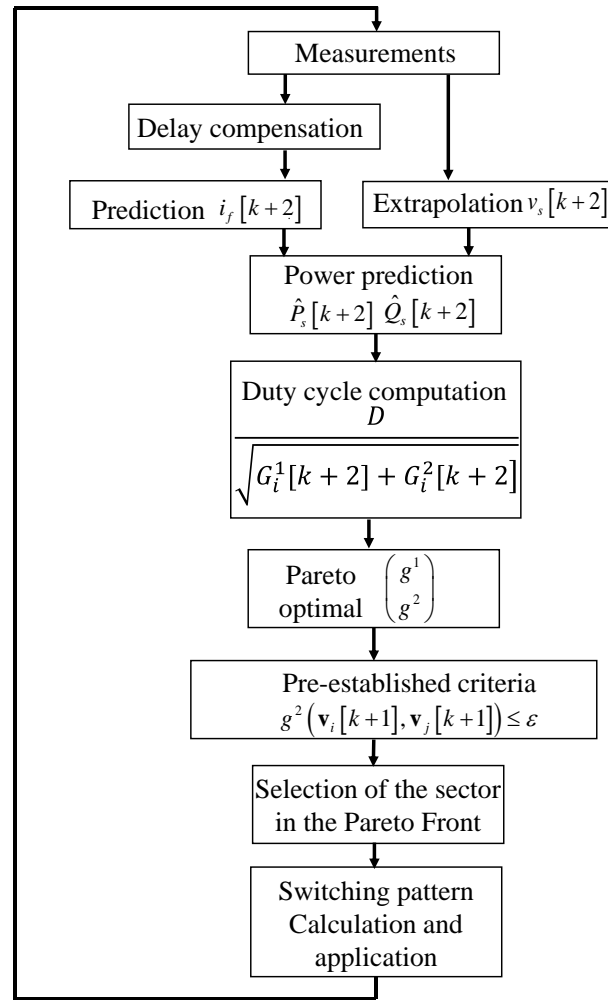 Measurements
Delay compensation
Prediction i_f[k+2]
Extrapolation v_s[k+2]
Power prediction
P̂_s[k+2] Q̂_s[k+2]
Duty cycle computation
D
√G_i^1[k+2] + G_i^2[k+2]
Pareto
optimal
g^1
g^2
Pre-established criteria
g^2(v_i[k+1], v_j[k+1]) ≤ ε
Selection of the sector
in the Pareto Front
Switching pattern
Calculation and
application